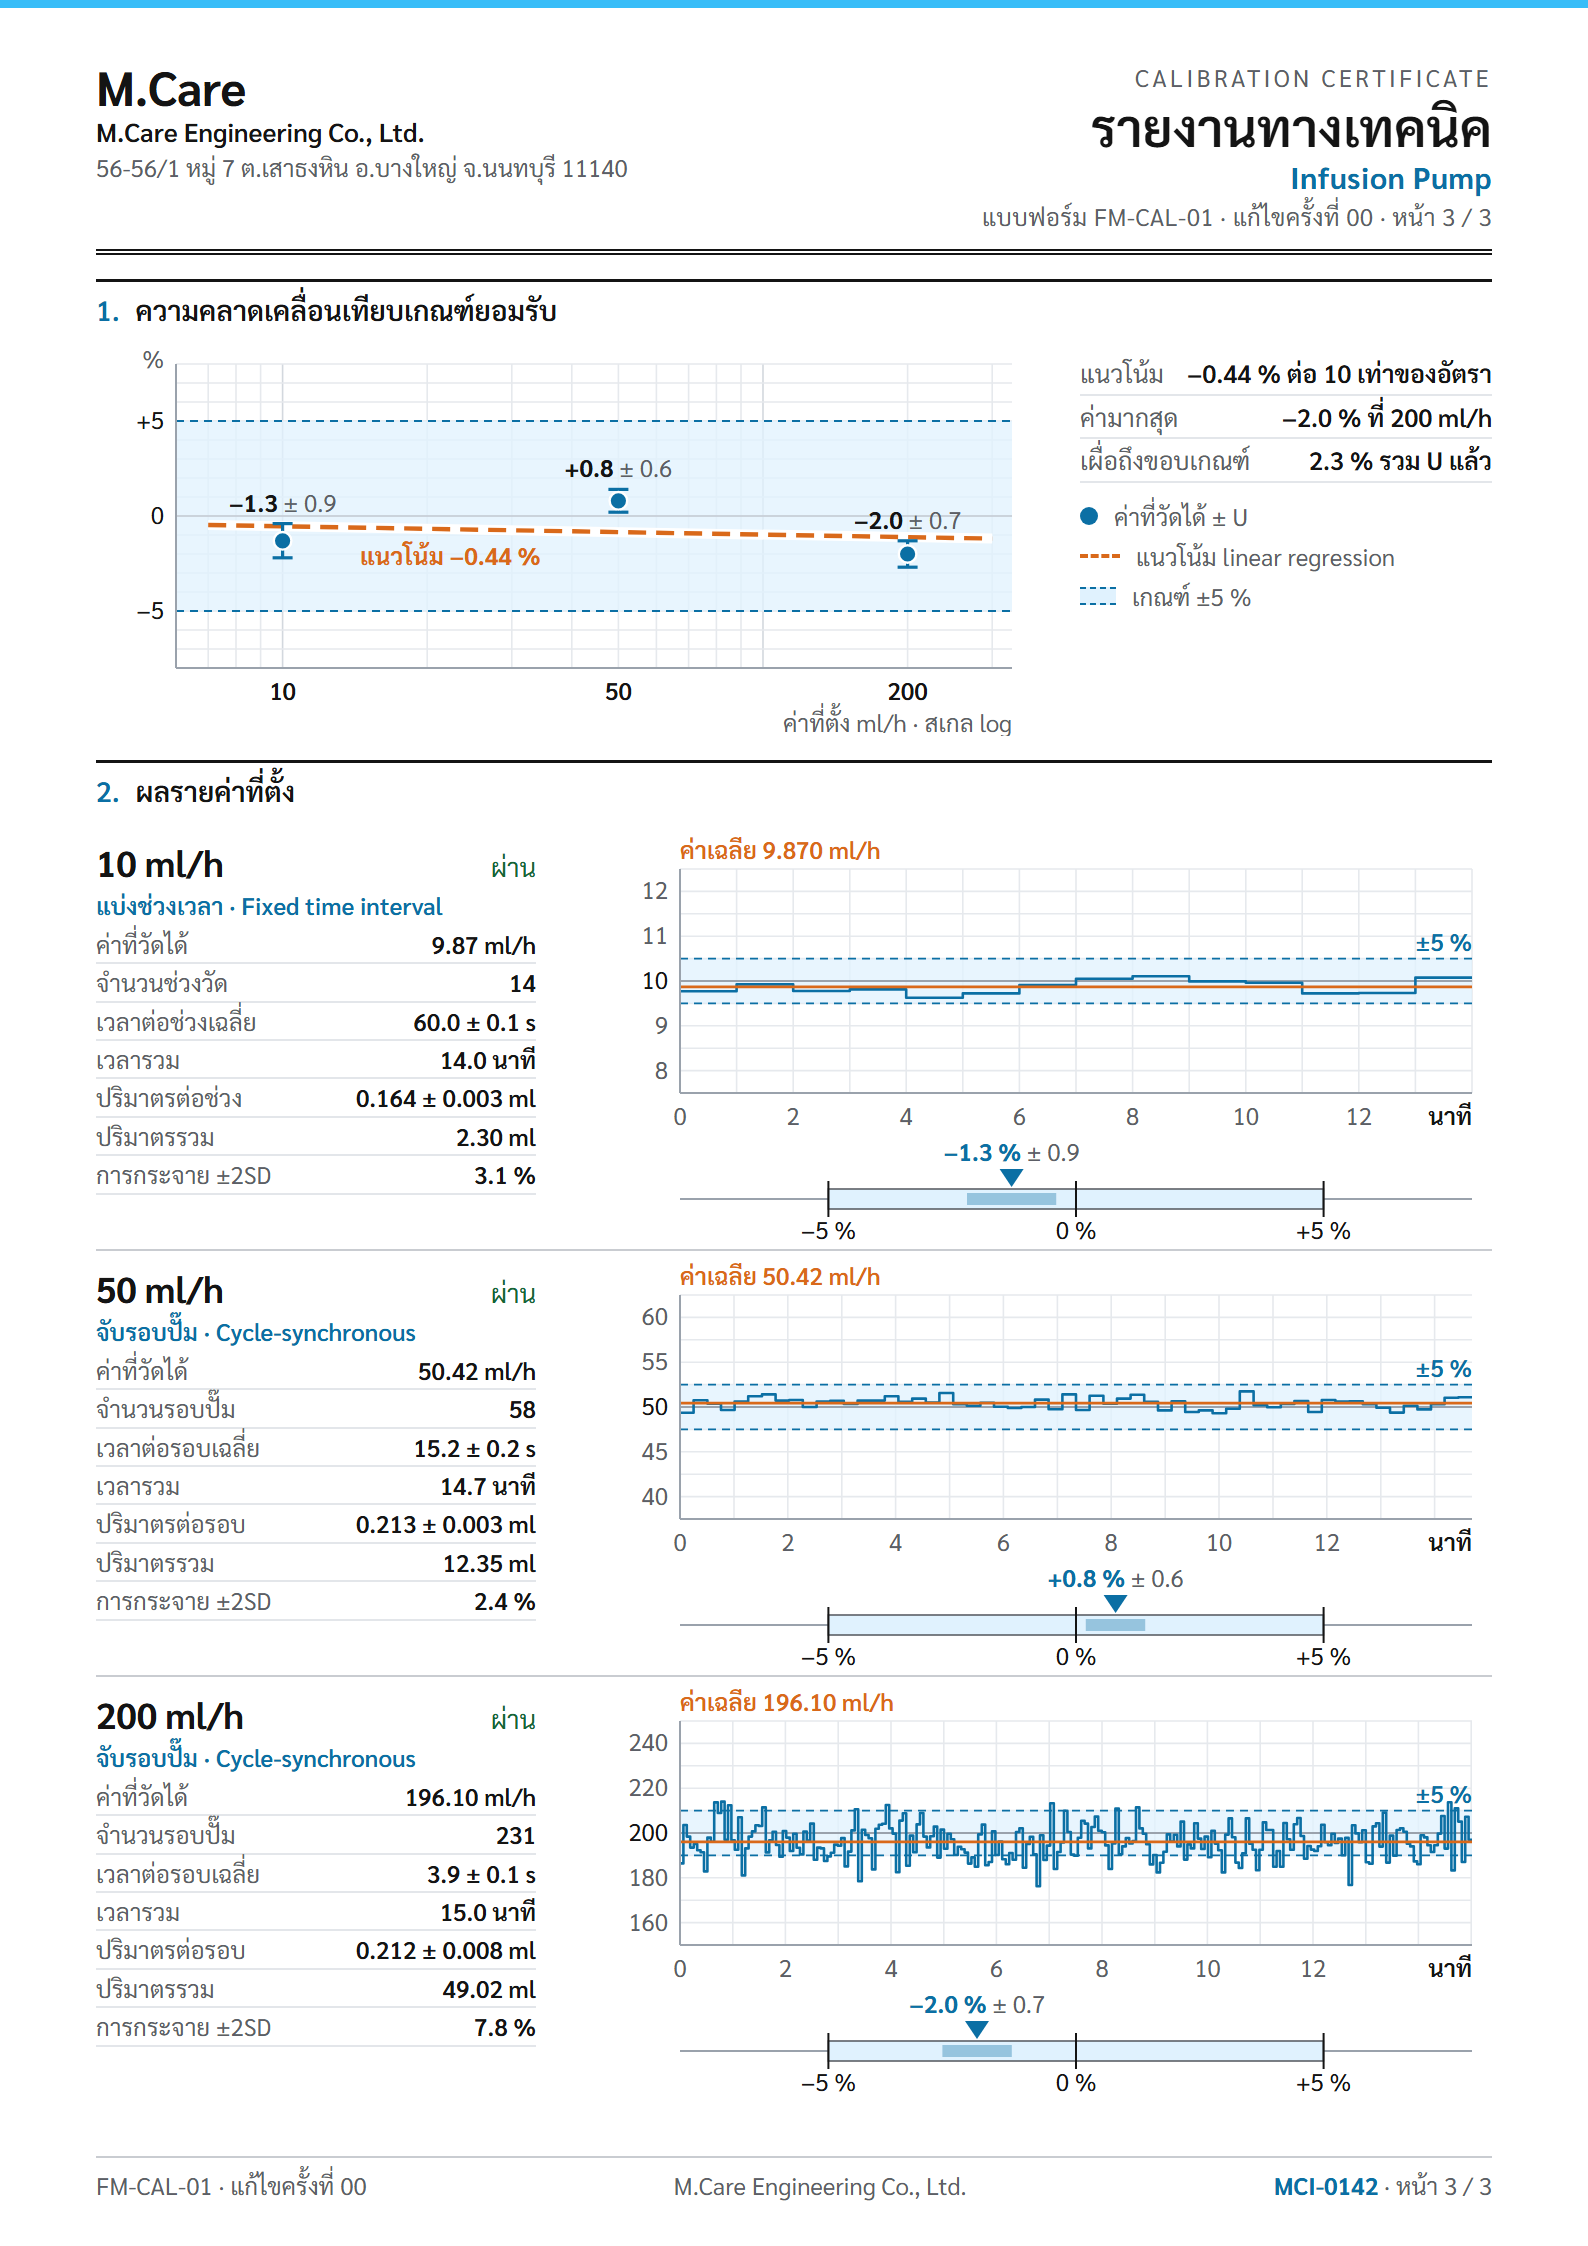 M.Care
M.Care Engineering Co., Ltd.
56-56/1 หมู่ 7 ต.เสาธงหิน อ.บางใหญ่ จ.นนทบุรี 11140
CALIBRATION CERTIFICATE
รายงานทางเทคนิค
Infusion Pump
แบบฟอร์ม FM-CAL-01 · แก้ไขครั้งที่ 00 · หน้า 3 / 3
1. ความคลาดเคลื่อนเทียบเกณฑ์ยอมรับ
%
+5
0
−5
−1.3 ± 0.9
+0.8 ± 0.6
−2.0 ± 0.7
แนวโน้ม −0.44 %
10 50 200
ค่าที่ตั้ง ml/h · สเกล log
แนวโน้ม −0.44 % ต่อ 10 เท่าของอัตรา
ค่ามากสุด −2.0 % ที่ 200 ml/h
เผื่อถึงขอบเกณฑ์ 2.3 % รวม U แล้ว
ค่าที่วัดได้ ± U
แนวโน้ม linear regression
เกณฑ์ ±5 %
2. ผลรายค่าที่ตั้ง
10 ml/h ผ่าน
แบ่งช่วงเวลา · Fixed time interval
ค่าที่วัดได้ 9.87 ml/h
จำนวนช่วงวัด 14
เวลาต่อช่วงเฉลี่ย 60.0 ± 0.1 s
เวลารวม 14.0 นาที
ปริมาตรต่อช่วง 0.164 ± 0.003 ml
ปริมาตรรวม 2.30 ml
การกระจาย ±2SD 3.1 %
ค่าเฉลี่ย 9.870 ml/h
12
11
10
9
8
±5 %
0 2 4 6 8 10 12 นาที
−1.3 % ± 0.9
−5 % 0 % +5 %
50 ml/h ผ่าน
จับรอบปั๊ม · Cycle-synchronous
ค่าที่วัดได้ 50.42 ml/h
จำนวนรอบปั๊ม 58
เวลาต่อรอบเฉลี่ย 15.2 ± 0.2 s
เวลารวม 14.7 นาที
ปริมาตรต่อรอบ 0.213 ± 0.003 ml
ปริมาตรรวม 12.35 ml
การกระจาย ±2SD 2.4 %
ค่าเฉลี่ย 50.42 ml/h
60
55
50
45
40
±5 %
0 2 4 6 8 10 12 นาที
+0.8 % ± 0.6
−5 % 0 % +5 %
200 ml/h ผ่าน
จับรอบปั๊ม · Cycle-synchronous
ค่าที่วัดได้ 196.10 ml/h
จำนวนรอบปั๊ม 231
เวลาต่อรอบเฉลี่ย 3.9 ± 0.1 s
เวลารวม 15.0 นาที
ปริมาตรต่อรอบ 0.212 ± 0.008 ml
ปริมาตรรวม 49.02 ml
การกระจาย ±2SD 7.8 %
ค่าเฉลี่ย 196.10 ml/h
240
220
200
180
160
±5 %
0 2 4 6 8 10 12 นาที
−2.0 % ± 0.7
−5 % 0 % +5 %
FM-CAL-01 · แก้ไขครั้งที่ 00
M.Care Engineering Co., Ltd.
MCI-0142 · หน้า 3 / 3